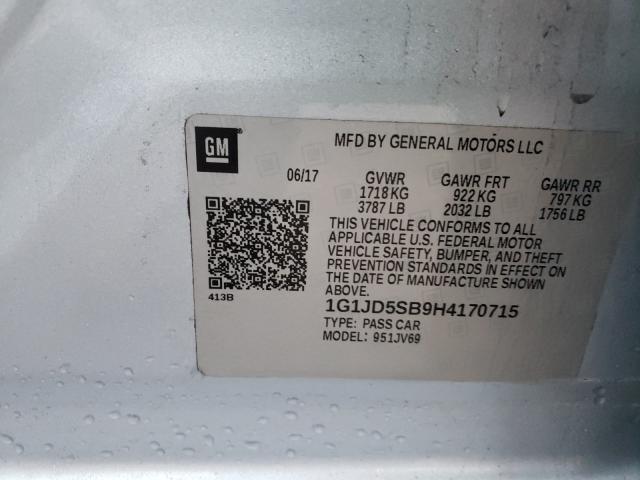 GM
MFD BY GENERAL MOTORS LLC
06/17 GVWR GAWR FRT GAWR RR
1718 KG 922 KG 797 KG
3787 LB 2032 LB 1756 LB
THIS VEHICLE CONFORMS TO ALL
APPLICABLE U.S. FEDERAL MOTOR
VEHICLE SAFETY, BUMPER, AND THEFT
PREVENTION STANDARDS IN EFFECT ON
THE DATE OF MANUFACTURE SHOWN
ABOVE.
413B
1G1JD5SB9H4170715
TYPE: PASS CAR
MODEL: 951JV69